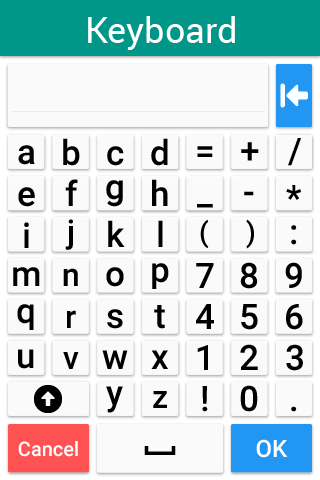 Keyboard
a b c d = + /
e f g h _ - *
i j k l ( ) :
m n o p 7 8 9
q r s t 4 5 6
u v w x 1 2 3
y z ! 0 .
Cancel OK